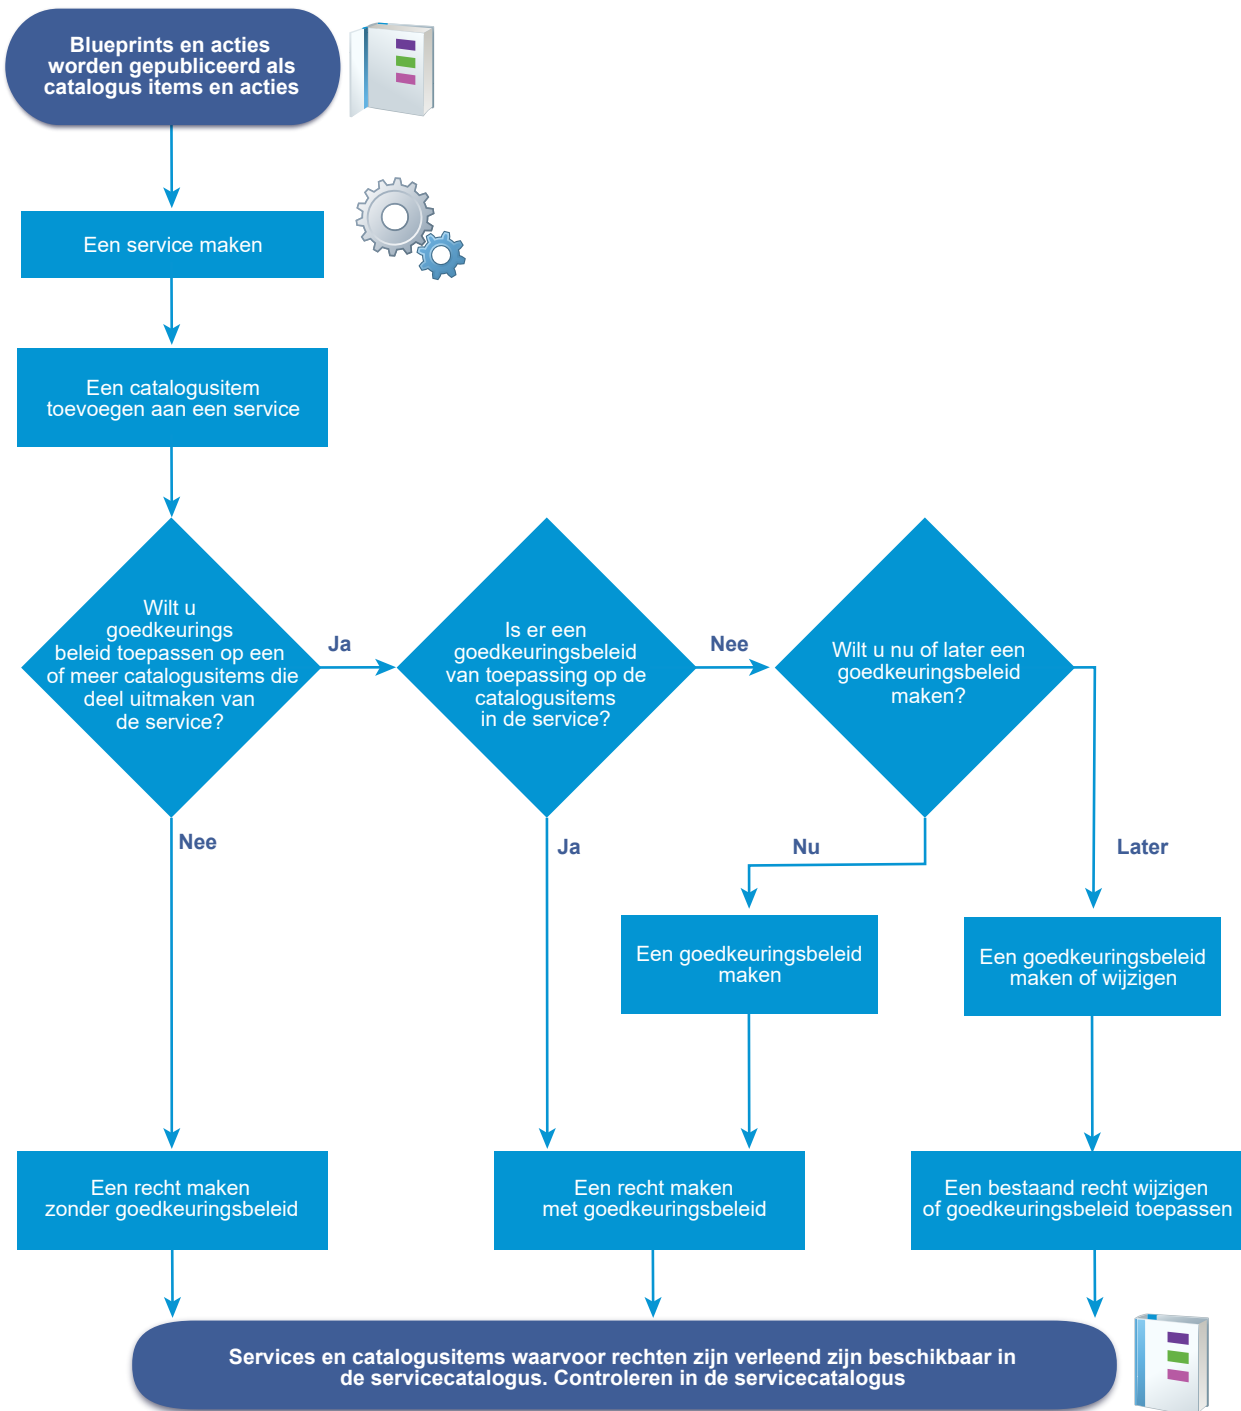 Blueprints en acties
worden gepubliceerd als
catalogus items en acties
Een service maken
Een catalogusitem
toevoegen aan een service
Wilt u
goedkeurings
beleid toepassen op een
of meer catalogusitems die
deel uitmaken van
de service?
Ja
Is er een
goedkeuringsbeleid
van toepassing op de
catalogusitems
in de service?
Nee
Wilt u nu of later een
goedkeuringsbeleid
maken?
Nee
Ja
Nu
Later
Een goedkeuringsbeleid
maken
Een goedkeuringsbeleid
maken of wijzigen
Een recht maken
zonder goedkeuringsbeleid
Een recht maken
met goedkeuringsbeleid
Een bestaand recht wijzigen
of goedkeuringsbeleid toepassen
Services en catalogusitems waarvoor rechten zijn verleend zijn beschikbaar in
de servicecatalogus. Controleren in de servicecatalogus